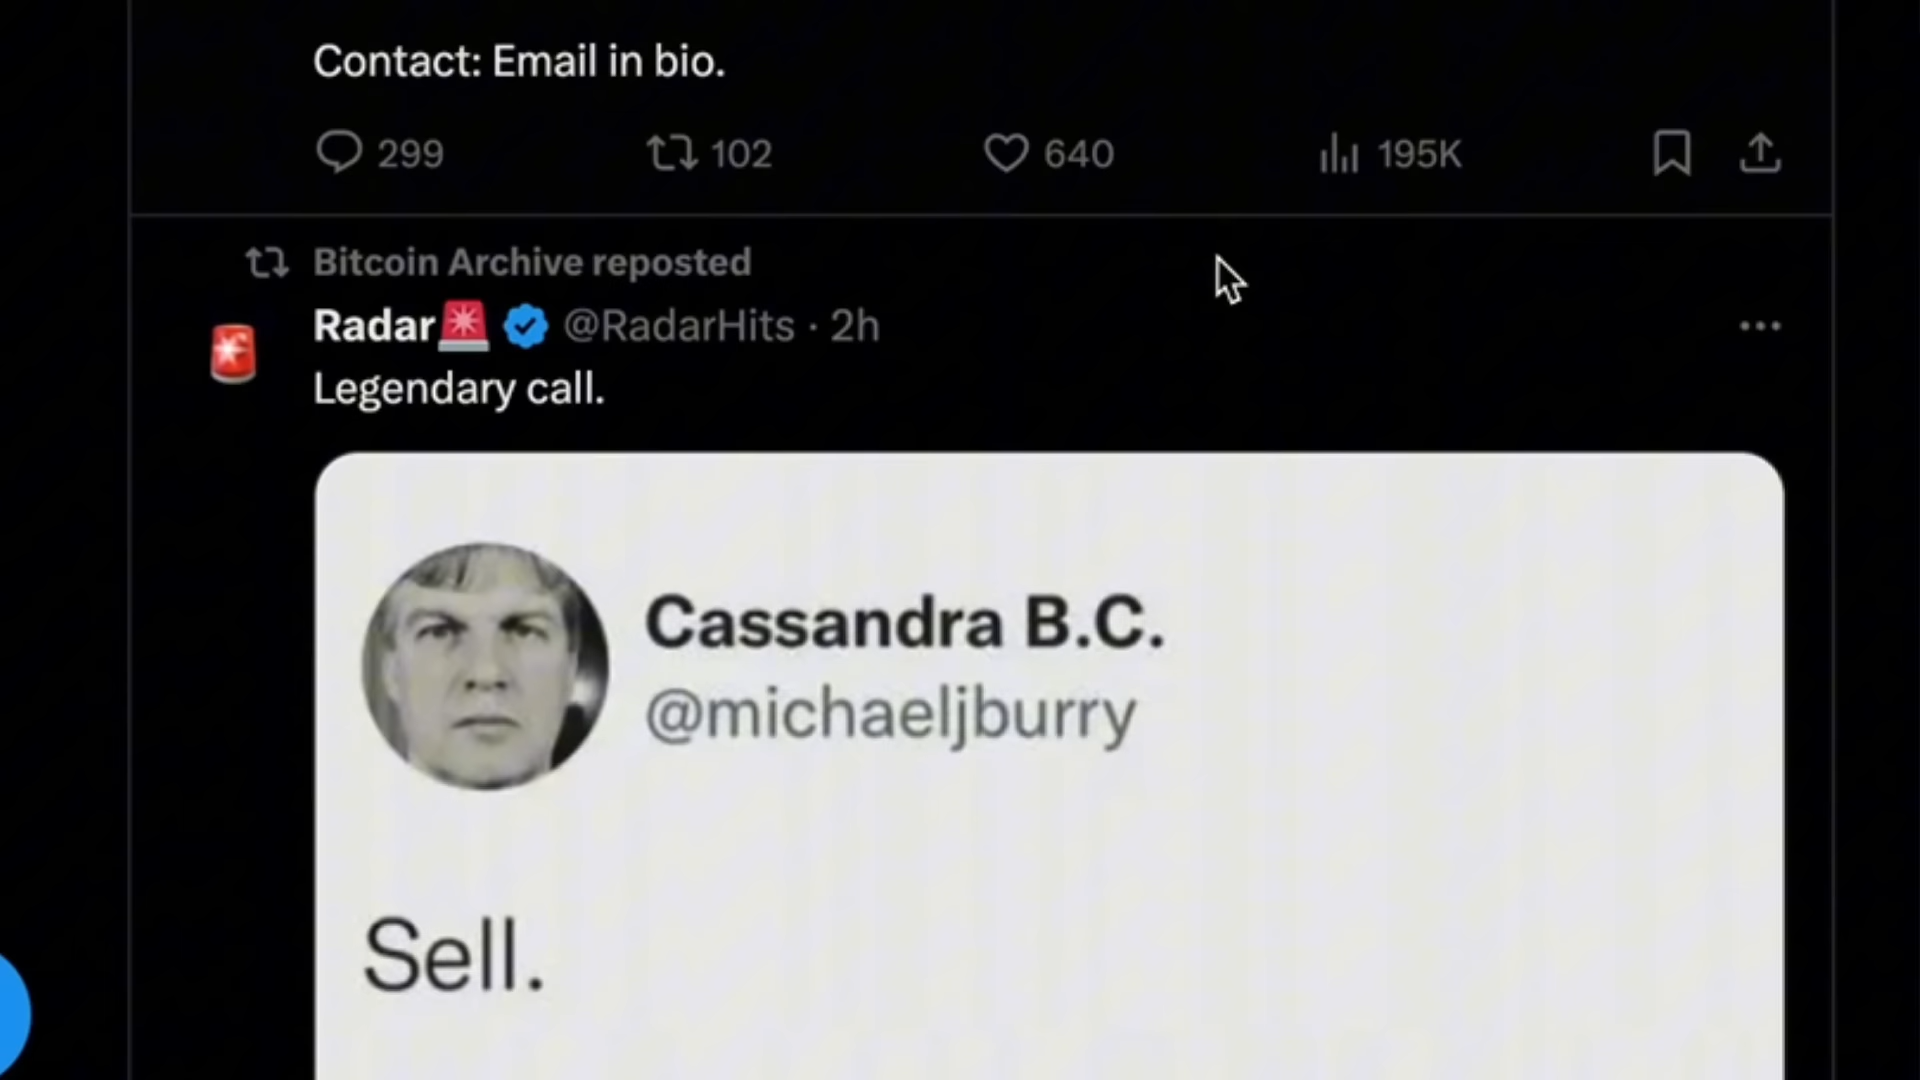 Contact: Email in bio.
299 102 640 195K
Bitcoin Archive reposted
Radar🚨 @RadarHits · 2h
Legendary call.
Cassandra B.C.
@michaeljburry
Sell.